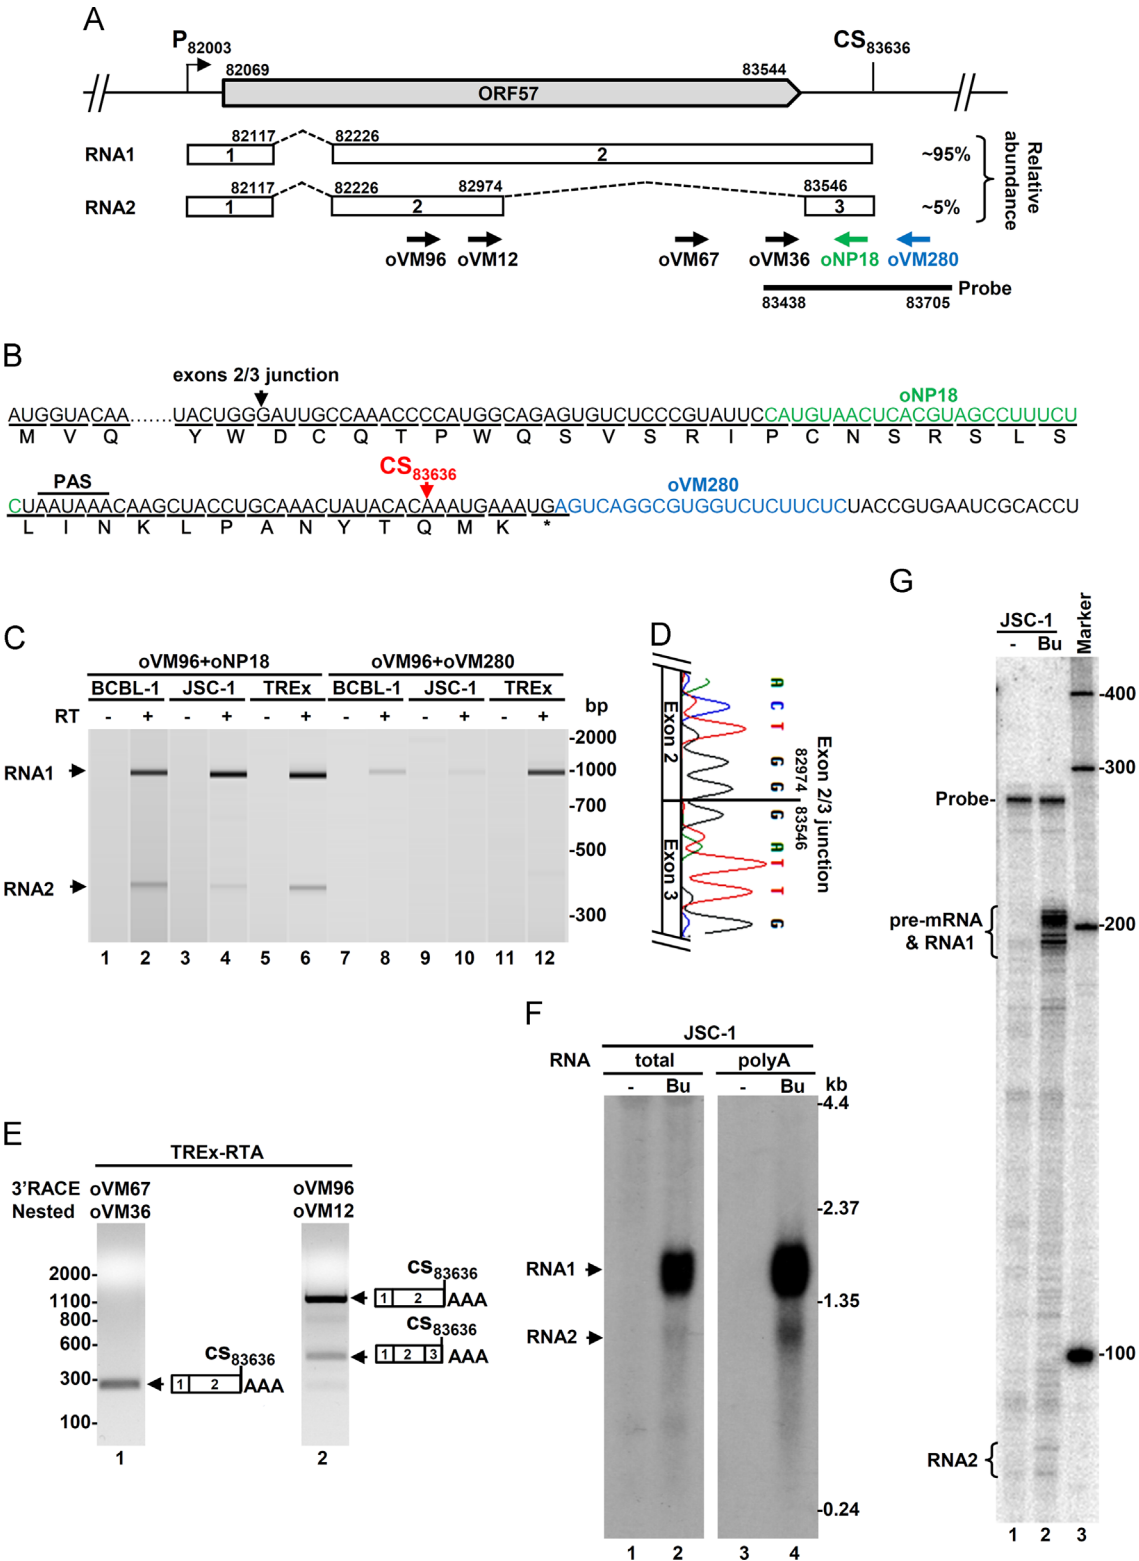 A
P82003
CS83636
82069
83544
ORF57
RNA1
82117
82226
1
2
~95%
RNA2
82117
82226
82974
83546
1
2
3
~5%
Relative abundance
oVM96
oVM12
oVM67
oVM36
oNP18
oVM280
83438
83705
Probe
B
exons 2/3 junction
oNP18
AUGGUACAA......UACUGGGAUUGCCAAACCCCAUGGCAGAGUGUCUCCCGUAUUCCAUGUAACUCACGUAGCCUUUCU
M V Q Y W D C Q T P W Q S V S R I P C N S R S L S
PAS
CS83636
oVM280
CUAAUAAACAAGCUACCUGCAAACUAUACACAAAUGAAAUGAGUCAGGCGUGGUCUCUUCUCUACCGUGAAUCGCACCU
L I N K L P A N Y T Q M K *
C
oVM96+oNP18
oVM96+oVM280
BCBL-1 JSC-1 TREx BCBL-1 JSC-1 TREx
RT - + - + - + - + - + - +
bp
-2000
RNA1
-1000
-700
-500
RNA2
-300
1 2 3 4 5 6 7 8 9 10 11 12
D
Exon 2
Exon 3
A C T G G G A T T G
82974
83546
Exon 2/3 junction
E
TREx-RTA
3'RACE oVM67 oVM96
Nested oVM36 oVM12
2000-
1100-
800-
600-
300-
100-
CS83636
1 2 AAA
CS83636
1 2 AAA
CS83636
1 2 3 AAA
1 2
F
JSC-1
RNA total polyA
- Bu - Bu
kb
-4.4
-2.37
RNA1
-1.35
RNA2
-0.24
1 2 3 4
G
JSC-1
- Bu
Marker
-400
-300
Probe-
pre-mRNA
& RNA1
-200
-100
RNA2
1 2 3